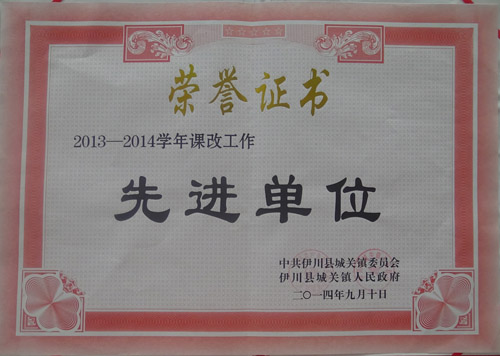 荣誉证书
2013—2014学年课改工作
先进单位
中共伊川县城关镇委员会
伊川县城关镇人民政府
二〇一四年九月十日